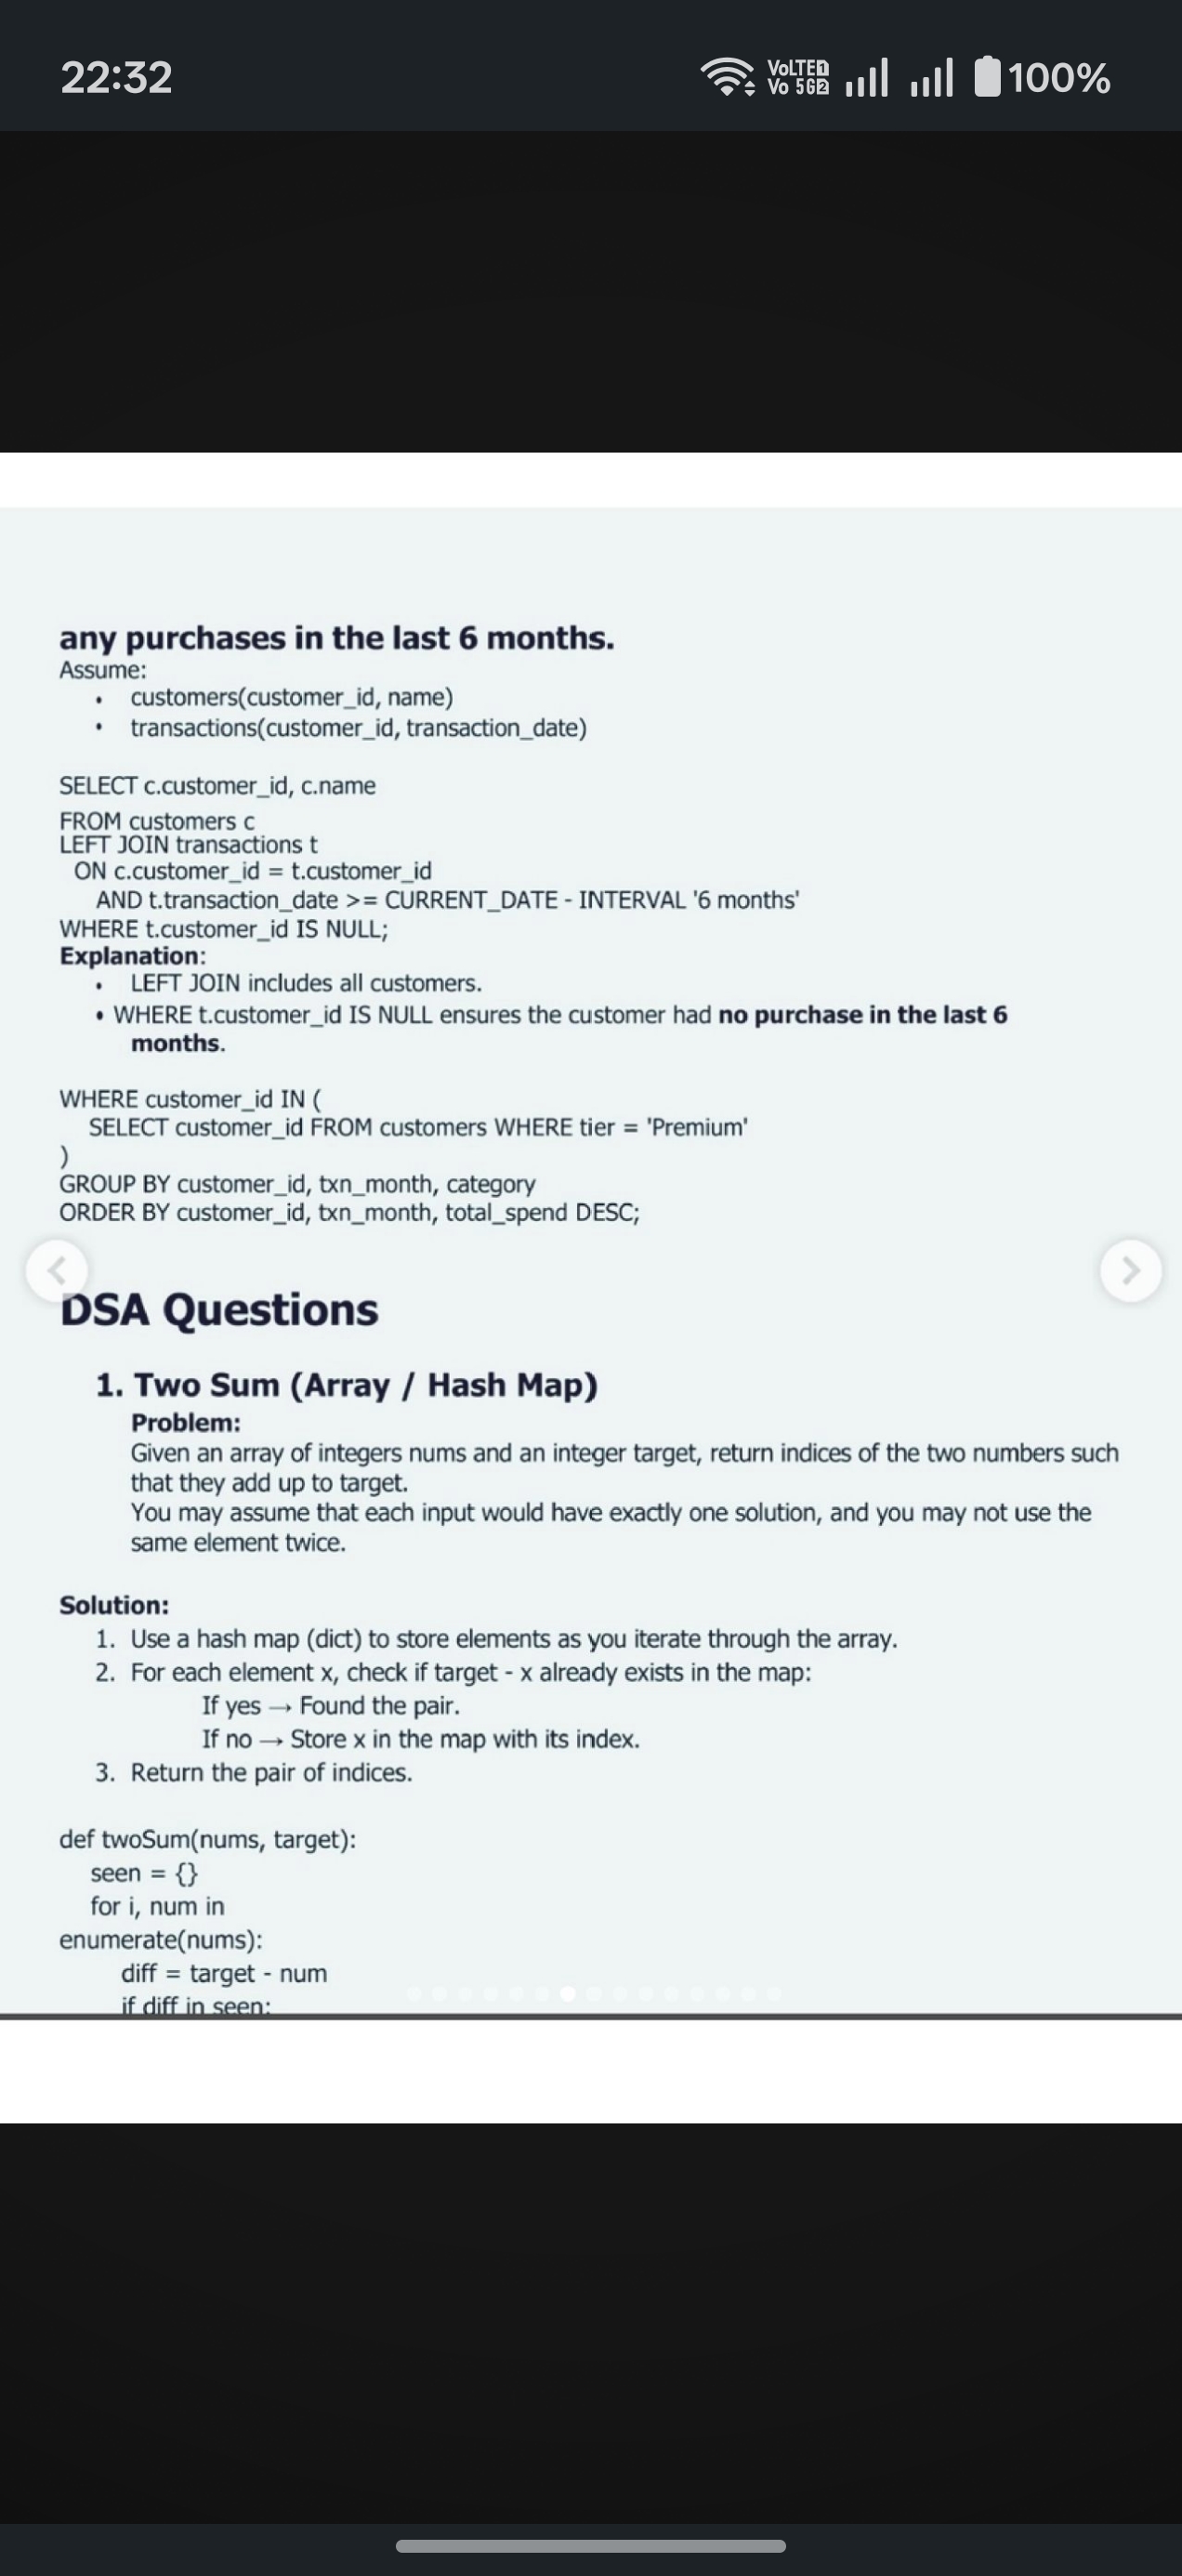 22:32
VoLTE1
Vo 5G2
100%
any purchases in the last 6 months.
Assume:
• customers(customer_id, name)
• transactions(customer_id, transaction_date)
SELECT c.customer_id, c.name
FROM customers c
LEFT JOIN transactions t
ON c.customer_id = t.customer_id
AND t.transaction_date >= CURRENT_DATE - INTERVAL '6 months'
WHERE t.customer_id IS NULL;
Explanation:
• LEFT JOIN includes all customers.
• WHERE t.customer_id IS NULL ensures the customer had no purchase in the last 6
months.
WHERE customer_id IN (
SELECT customer_id FROM customers WHERE tier = 'Premium'
)
GROUP BY customer_id, txn_month, category
ORDER BY customer_id, txn_month, total_spend DESC;
DSA Questions
1. Two Sum (Array / Hash Map)
Problem:
Given an array of integers nums and an integer target, return indices of the two numbers such
that they add up to target.
You may assume that each input would have exactly one solution, and you may not use the
same element twice.
Solution:
1. Use a hash map (dict) to store elements as you iterate through the array.
2. For each element x, check if target - x already exists in the map:
If yes → Found the pair.
If no → Store x in the map with its index.
3. Return the pair of indices.
def twoSum(nums, target):
seen = {}
for i, num in
enumerate(nums):
diff = target - num
if diff in seen: